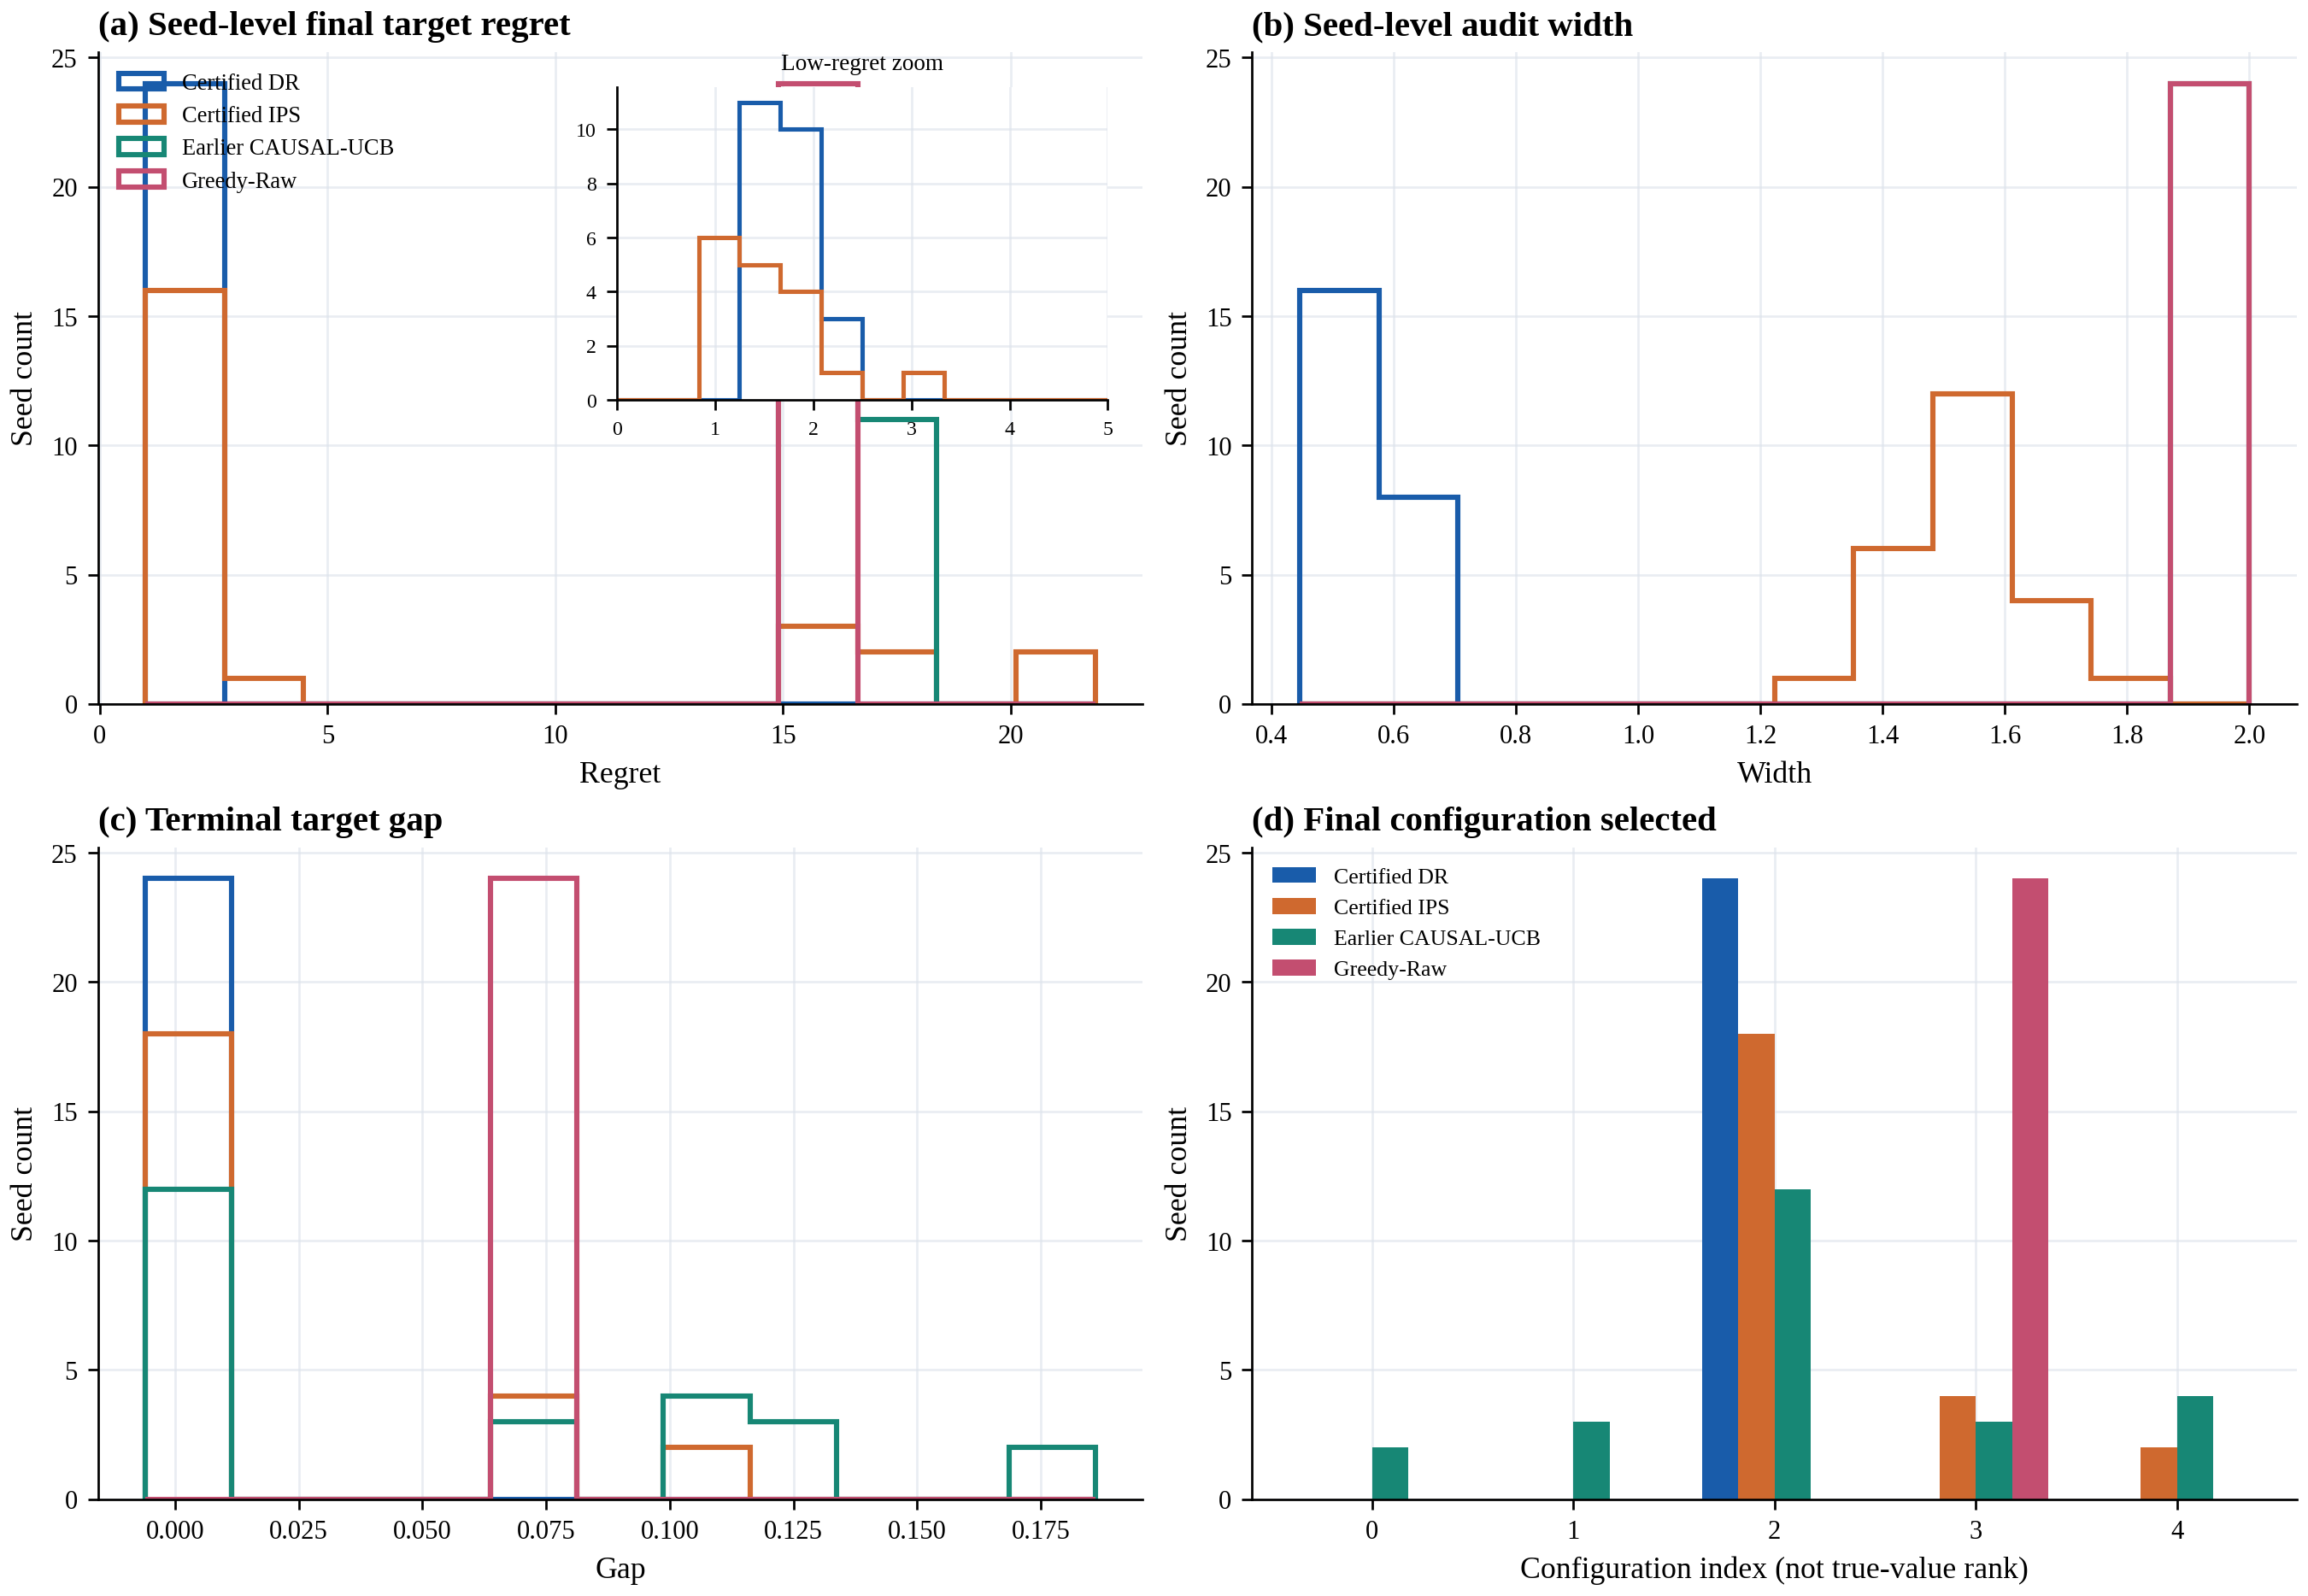 (a) Seed-level final target regret
Seed count
25
20
15
10
5
0
Certified DR
Certified IPS
Earlier CAUSAL-UCB
Greedy-Raw
Low-regret zoom
10
8
6
4
2
0
0 1 2 3 4 5
0 5 10 15 20
Regret
(b) Seed-level audit width
Seed count
25
20
15
10
5
0
0.4 0.6 0.8 1.0 1.2 1.4 1.6 1.8 2.0
Width
(c) Terminal target gap
Seed count
25
20
15
10
5
0
0.000 0.025 0.050 0.075 0.100 0.125 0.150 0.175
Gap
(d) Final configuration selected
Seed count
25
20
15
10
5
0
Certified DR
Certified IPS
Earlier CAUSAL-UCB
Greedy-Raw
0 1 2 3 4
Configuration index (not true-value rank)